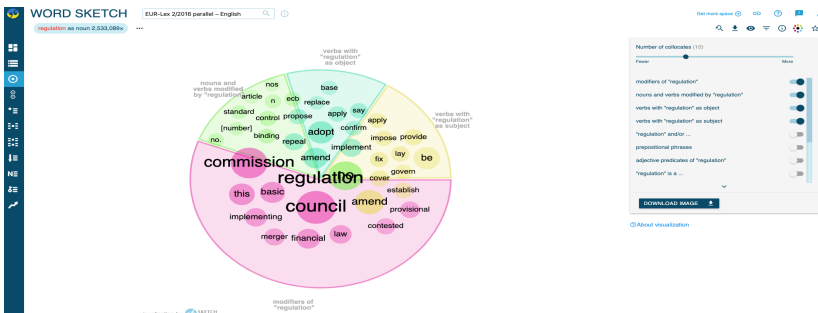 WORD SKETCH
EUR-Lex 2/2016 parallel – English
Get more space
regulation as noun 2,533,089×
verbs with
"regulation"
as object
nouns and
verbs modified
by "regulation"
verbs with
"regulation"
as subject
nos
article
n
standard
control
[number]
binding
no.
base
ecb
replace
propose
apply
say
adopt
confirm
repeal
implement
amend
apply
impose
provide
fix
lay
be
govern
cover
establish
amend
commission
regulation
the
this
basic
council
provisional
implementing
contested
merger
financial
law
modifiers of
"regulation"
Number of collocates (10)
Fewer
More
modifiers of "regulation"
nouns and verbs modified by "regulation"
verbs with "regulation" as object
verbs with "regulation" as subject
"regulation" and/or ...
prepositional phrases
adjective predicates of "regulation"
"regulation" is a ...
DOWNLOAD IMAGE
About visualization